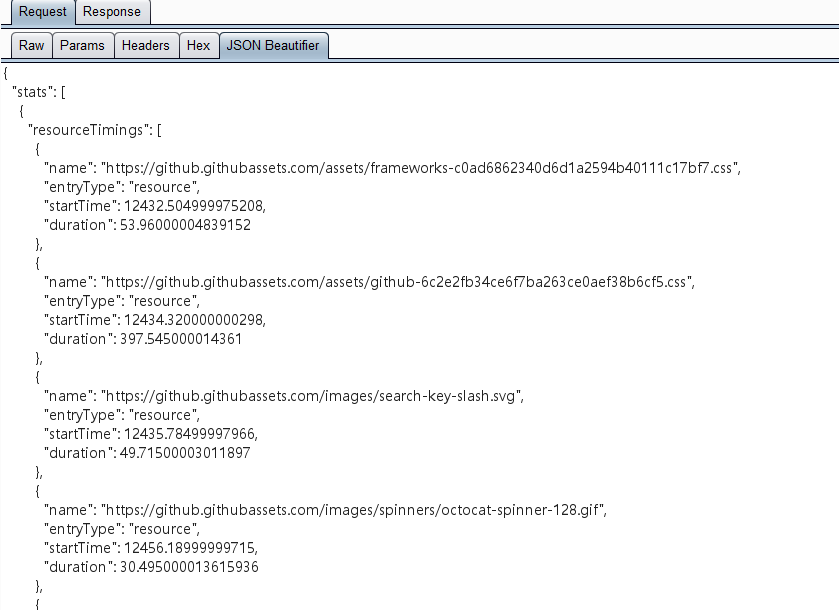 Request Response
Raw Params Headers Hex JSON Beautifier
{
"stats": [
{
"resourceTimings": [
{
"name": "https://github.githubassets.com/assets/frameworks-c0ad6862340d6d1a2594b40111c17bf7.css",
"entryType": "resource",
"startTime": 12432.504999975208,
"duration": 53.96000004839152
},
{
"name": "https://github.githubassets.com/assets/github-6c2e2fb34ce6f7ba263ce0aef38b6cf5.css",
"entryType": "resource",
"startTime": 12434.320000000298,
"duration": 397.545000014361
},
{
"name": "https://github.githubassets.com/images/search-key-slash.svg",
"entryType": "resource",
"startTime": 12435.78499997966,
"duration": 49.71500003011897
},
{
"name": "https://github.githubassets.com/images/spinners/octocat-spinner-128.gif",
"entryType": "resource",
"startTime": 12456.18999999715,
"duration": 30.495000013615936
},
{